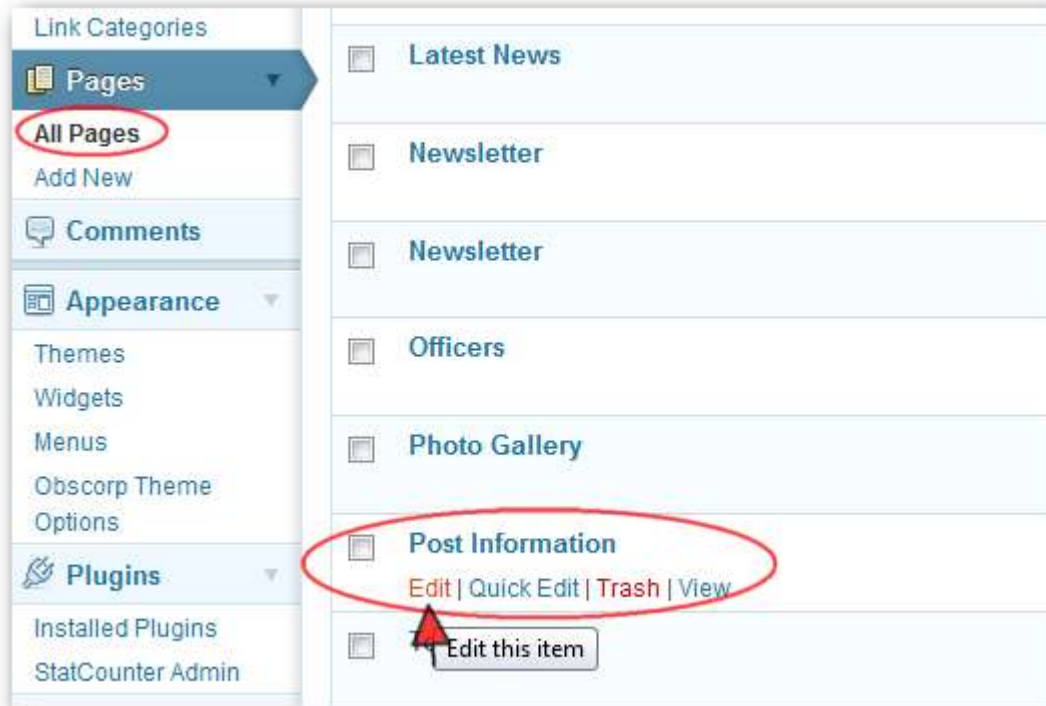 Link Categories
Pages
All Pages
Add New
Comments
Appearance
Themes
Widgets
Menus
Obscorp Theme
Options
Plugins
Installed Plugins
StatCounter Admin
Latest News
Newsletter
Newsletter
Officers
Photo Gallery
Post Information
Edit | Quick Edit | Trash | View
Edit this item